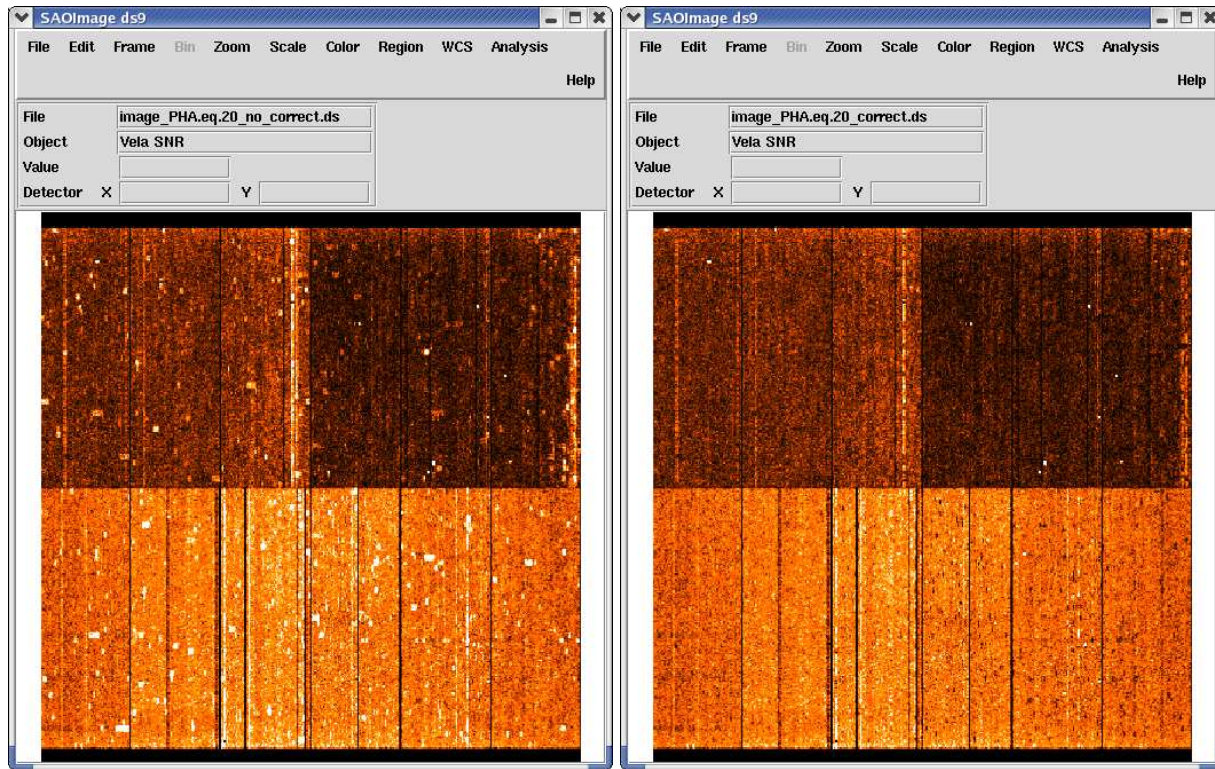 SAOImage ds9
File Edit Frame Bin Zoom Scale Color Region WCS Analysis
Help
File image_PHA.eq.20_no_correct.ds
Object Vela SNR
Value
Detector X Y
SAOImage ds9
File Edit Frame Bin Zoom Scale Color Region WCS Analysis
Help
File image_PHA.eq.20_correct.ds
Object Vela SNR
Value
Detector X Y